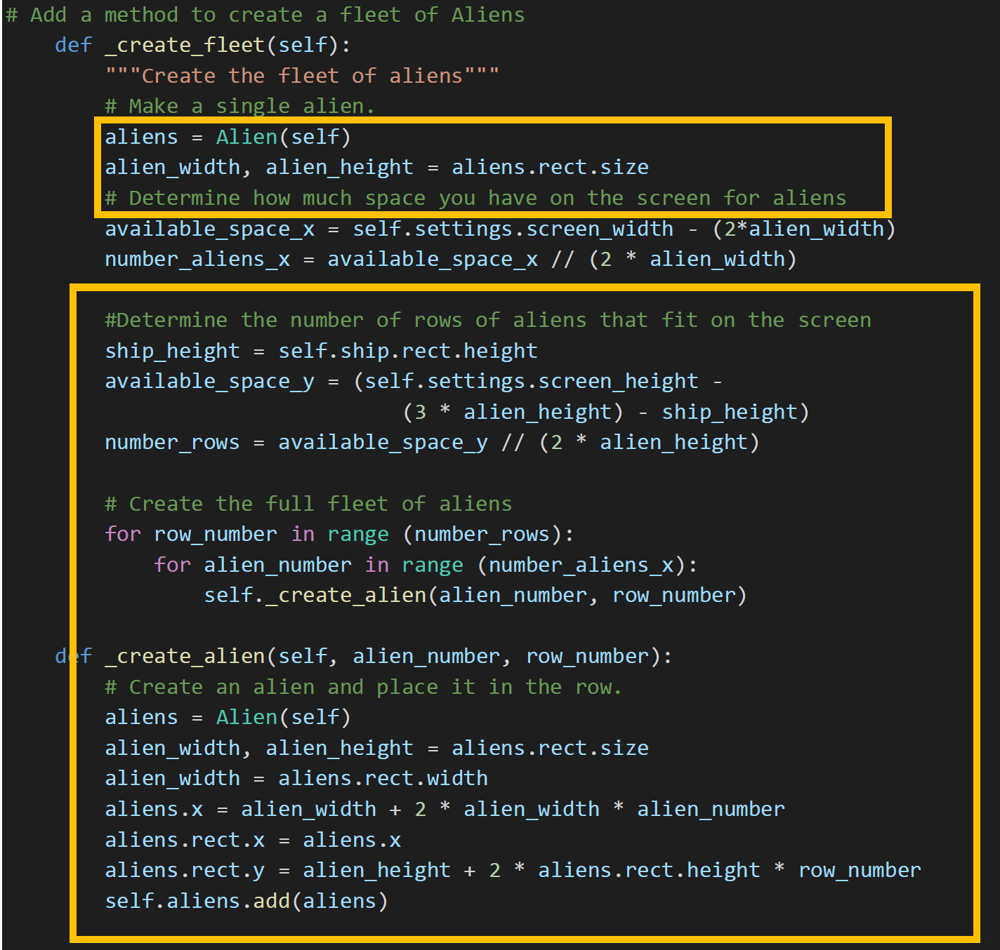 # Add a method to create a fleet of Aliens
    def _create_fleet(self):
        """Create the fleet of aliens"""
        # Make a single alien.
        aliens = Alien(self)
        alien_width, alien_height = aliens.rect.size
        # Determine how much space you have on the screen for aliens
        available_space_x = self.settings.screen_width - (2*alien_width)
        number_aliens_x = available_space_x // (2 * alien_width)

        #Determine the number of rows of aliens that fit on the screen
        ship_height = self.ship.rect.height
        available_space_y = (self.settings.screen_height -
                                (3 * alien_height) - ship_height)
        number_rows = available_space_y // (2 * alien_height)

        # Create the full fleet of aliens
        for row_number in range (number_rows):
            for alien_number in range (number_aliens_x):
                self._create_alien(alien_number, row_number)

    def _create_alien(self, alien_number, row_number):
        # Create an alien and place it in the row.
        aliens = Alien(self)
        alien_width, alien_height = aliens.rect.size
        alien_width = aliens.rect.width
        aliens.x = alien_width + 2 * alien_width * alien_number
        aliens.rect.x = aliens.x
        aliens.rect.y = alien_height + 2 * aliens.rect.height * row_number
        self.aliens.add(aliens)